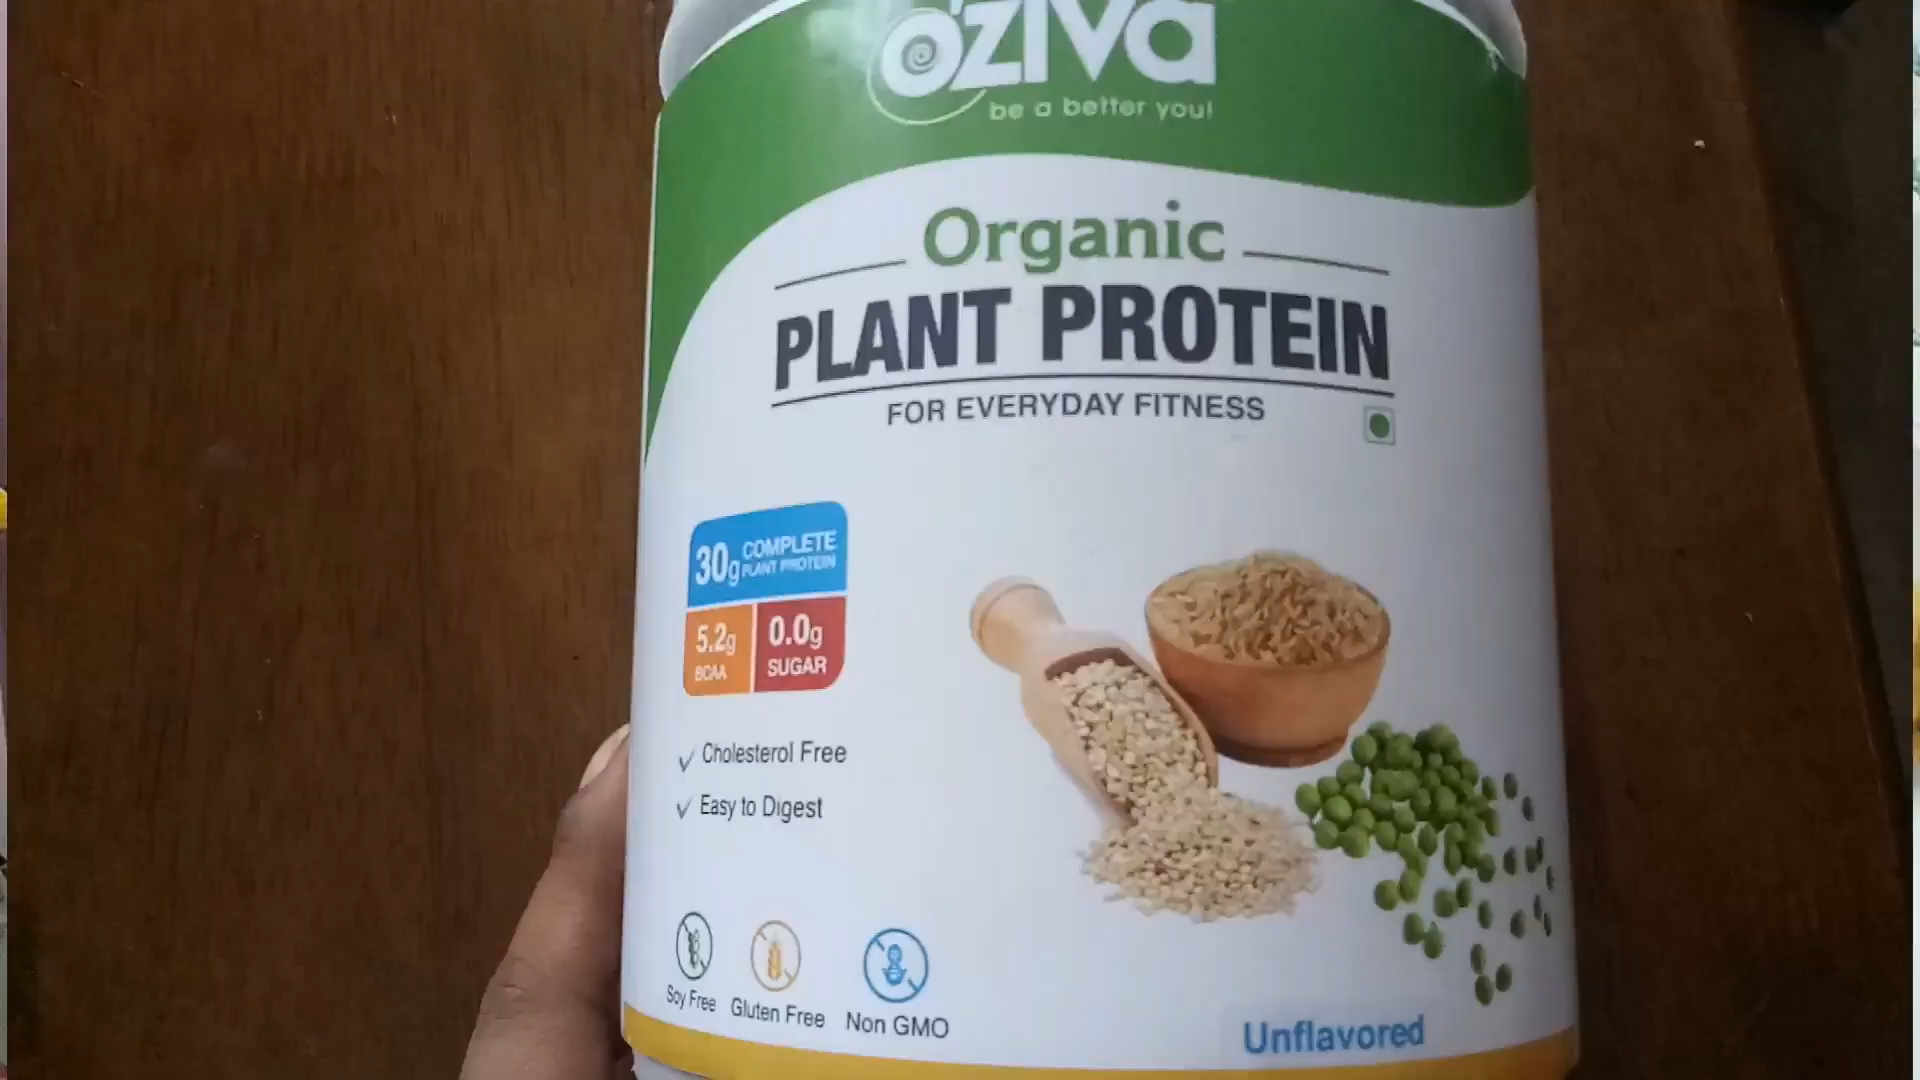 o'ziva
be a better you!
Organic
PLANT PROTEIN
FOR EVERYDAY FITNESS
30g COMPLETE
PLANT PROTEIN
5.2g
BCAA
0.0g
SUGAR
Cholesterol Free
Easy to Digest
Soy Free
Gluten Free
Non GMO
Unflavored